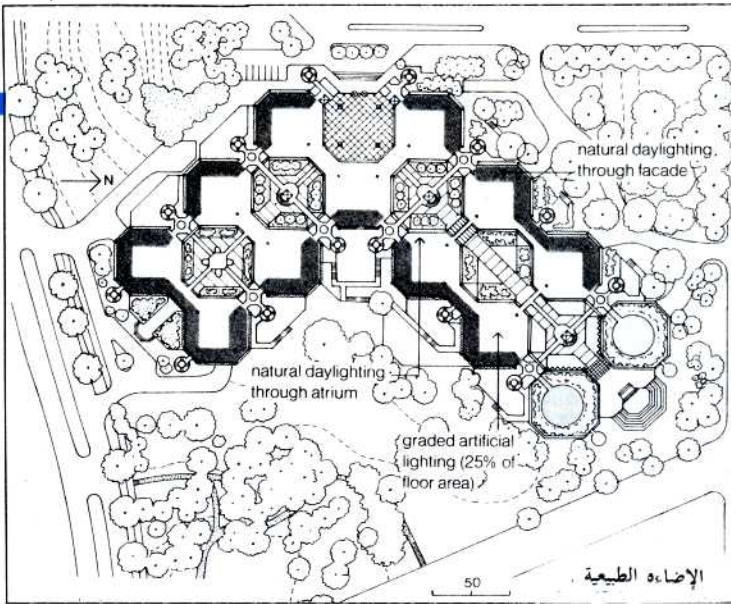 N
natural daylighting
through facade
natural daylighting
through atrium
graded artificial
lighting (25% of
floor area)
50
الإضاءه الطبيعية